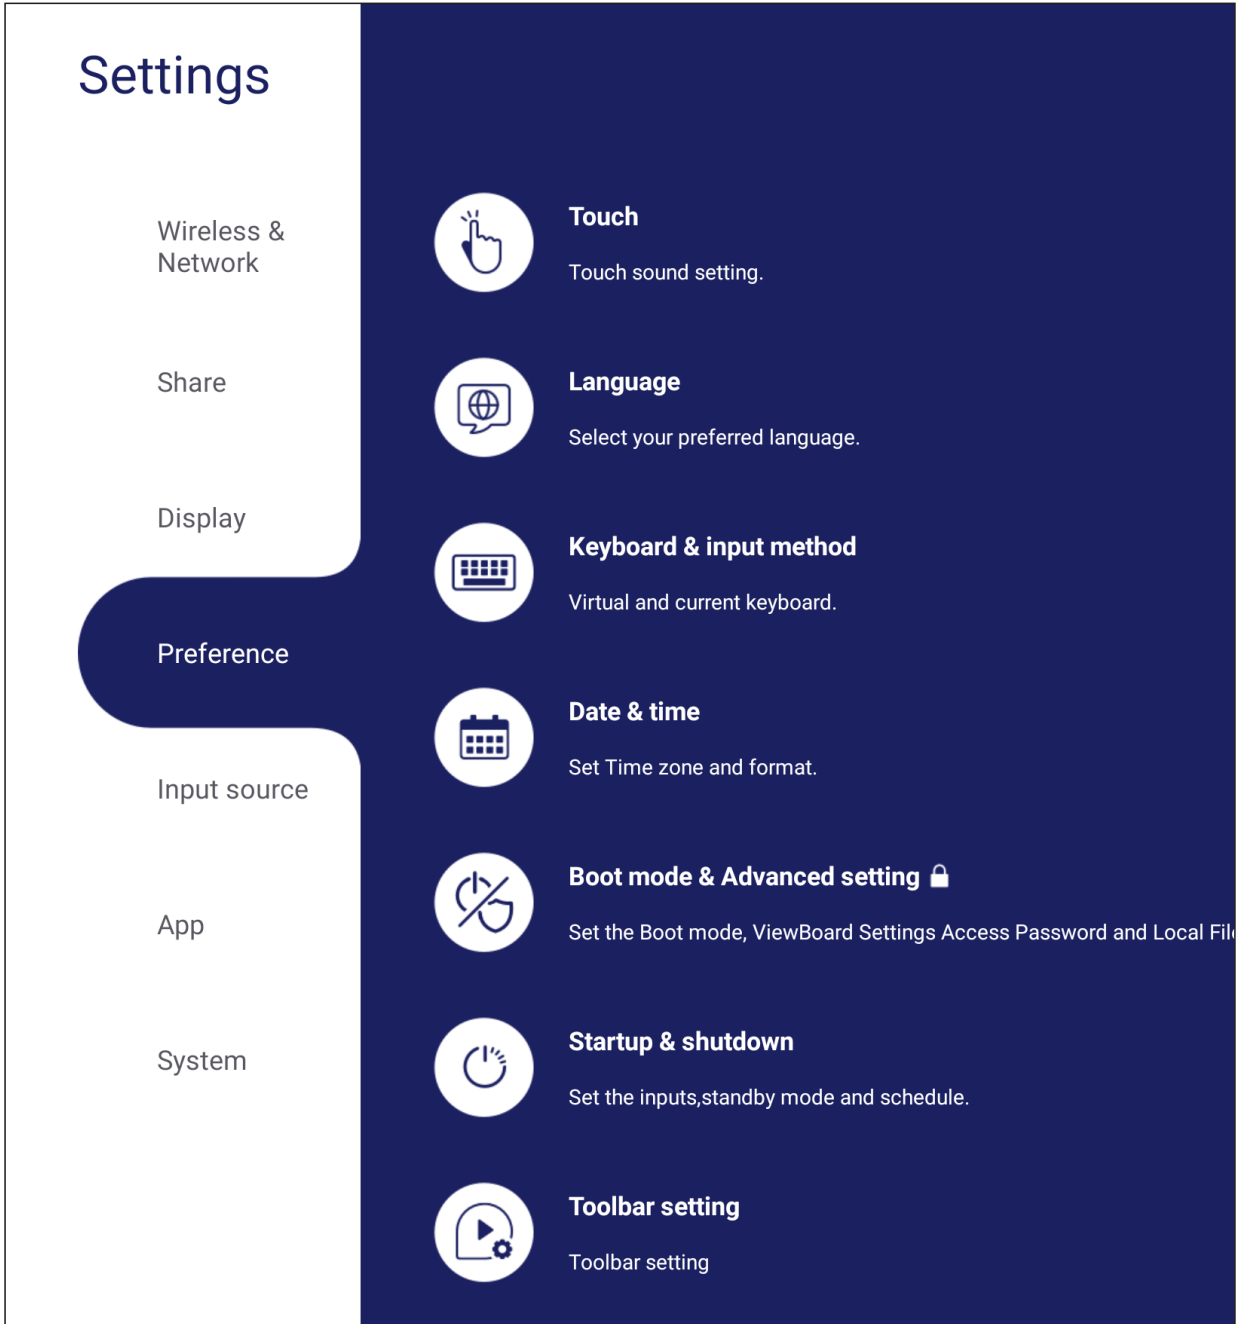 Settings
Wireless &
Network
Share
Display
Preference
Input source
App
System
Touch
Touch sound setting.
Language
Select your preferred language.
Keyboard & input method
Virtual and current keyboard.
Date & time
Set Time zone and format.
Boot mode & Advanced setting
Set the Boot mode, ViewBoard Settings Access Password and Local
Startup & shutdown
Set the inputs,standby mode and schedule.
Toolbar setting
Toolbar setting